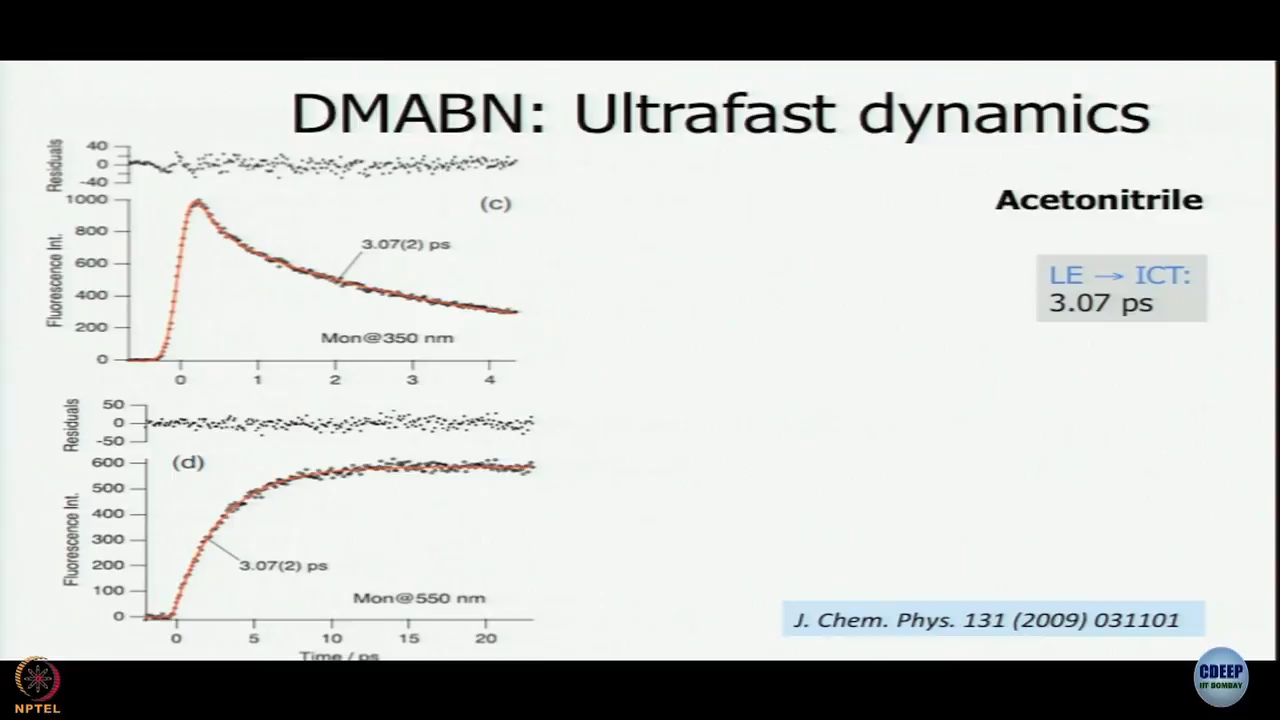 DMABN: Ultrafast dynamics
Residuals
40
0
-40
Fluorescence Int.
1000
800
600
400
200
0
(c)
3.07(2) ps
Mon@350 nm
0 1 2 3 4
Residuals
50
0
-50
Fluorescence Int.
600
500
400
300
200
100
0
(d)
3.07(2) ps
Mon@550 nm
0 5 10 15 20
Time / ps
Acetonitrile
LE → ICT:
3.07 ps
J. Chem. Phys. 131 (2009) 031101
NPTEL
CDEEP
IIT BOMBAY